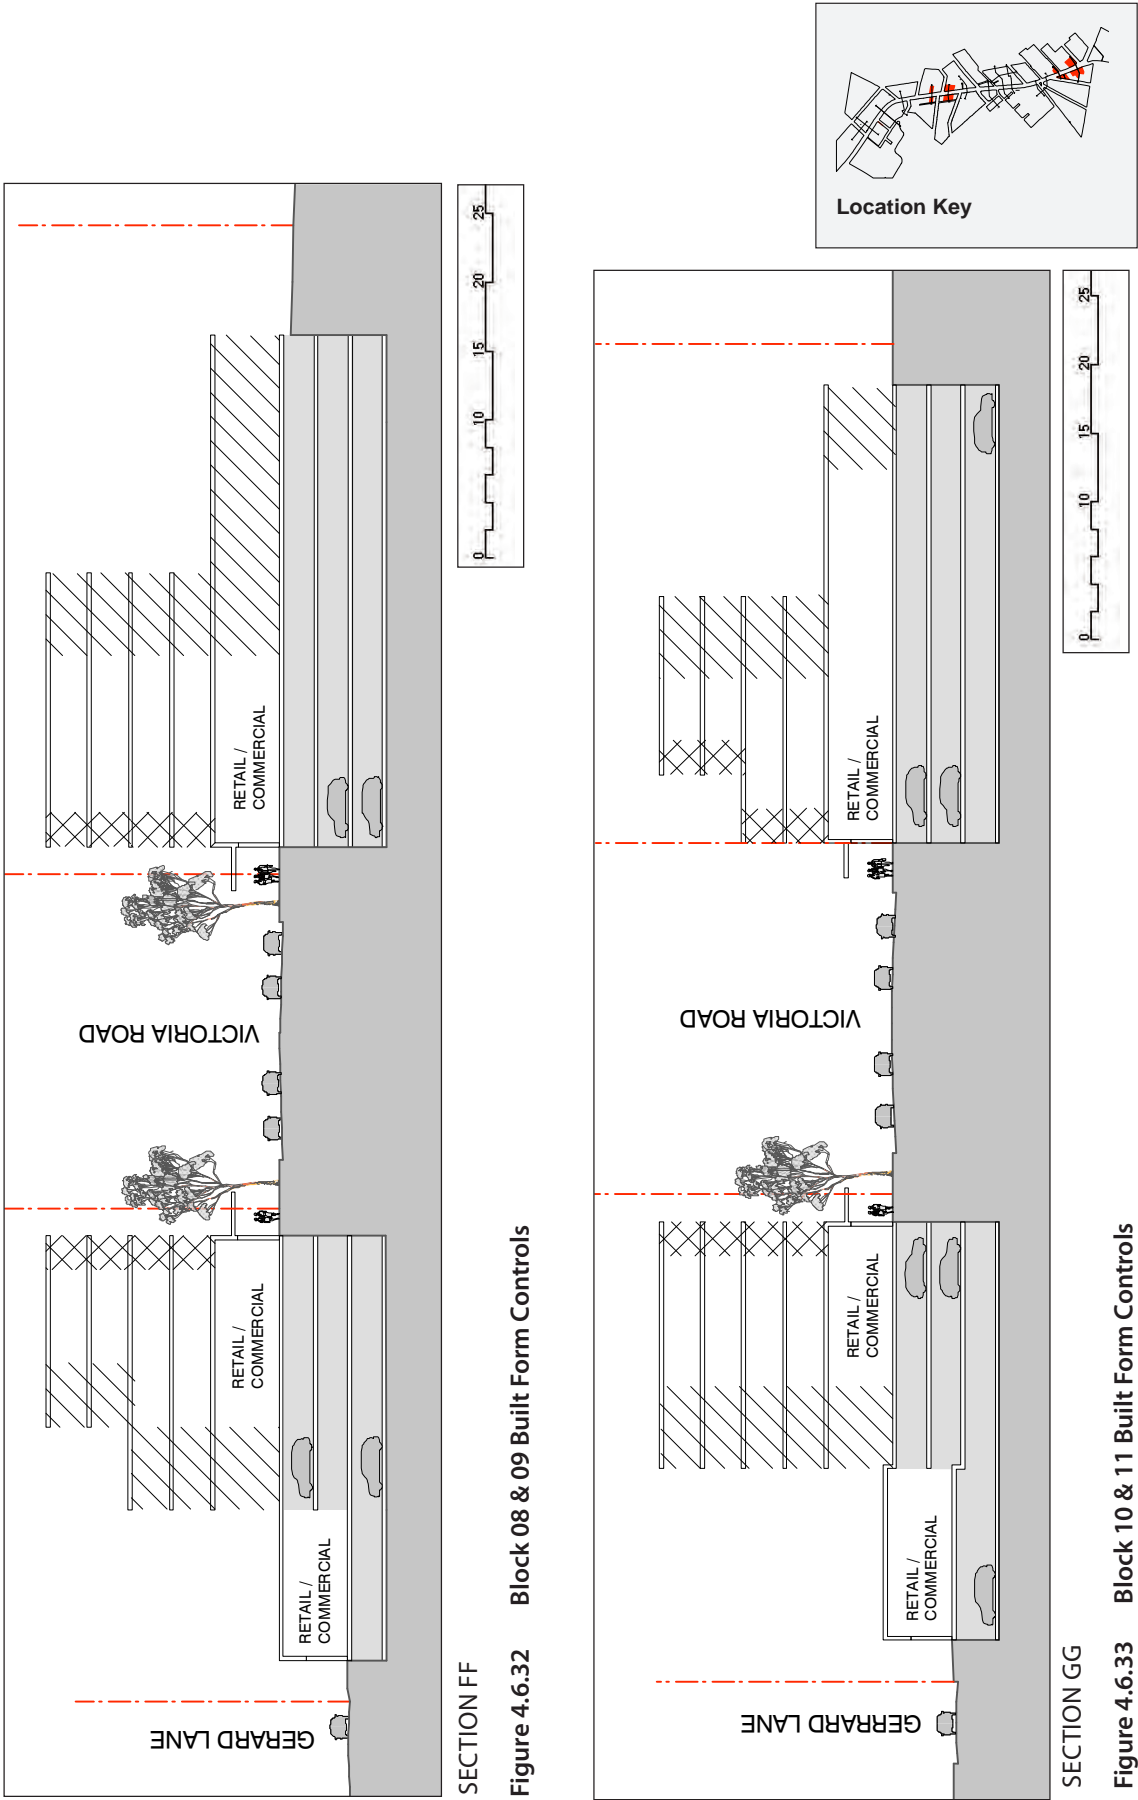 GERARD LANE
RETAIL /
COMMERCIAL
RETAIL /
COMMERCIAL
VICTORIA ROAD
RETAIL /
COMMERCIAL
SECTION FF
0 10 15 20 25
Figure 4.6.32 Block 08 & 09 Built Form Controls
GERRARD LANE
RETAIL /
COMMERCIAL
RETAIL /
COMMERCIAL
VICTORIA ROAD
RETAIL /
COMMERCIAL
SECTION GG
0 10 15 20 25
Figure 4.6.33 Block 10 & 11 Built Form Controls
Location Key